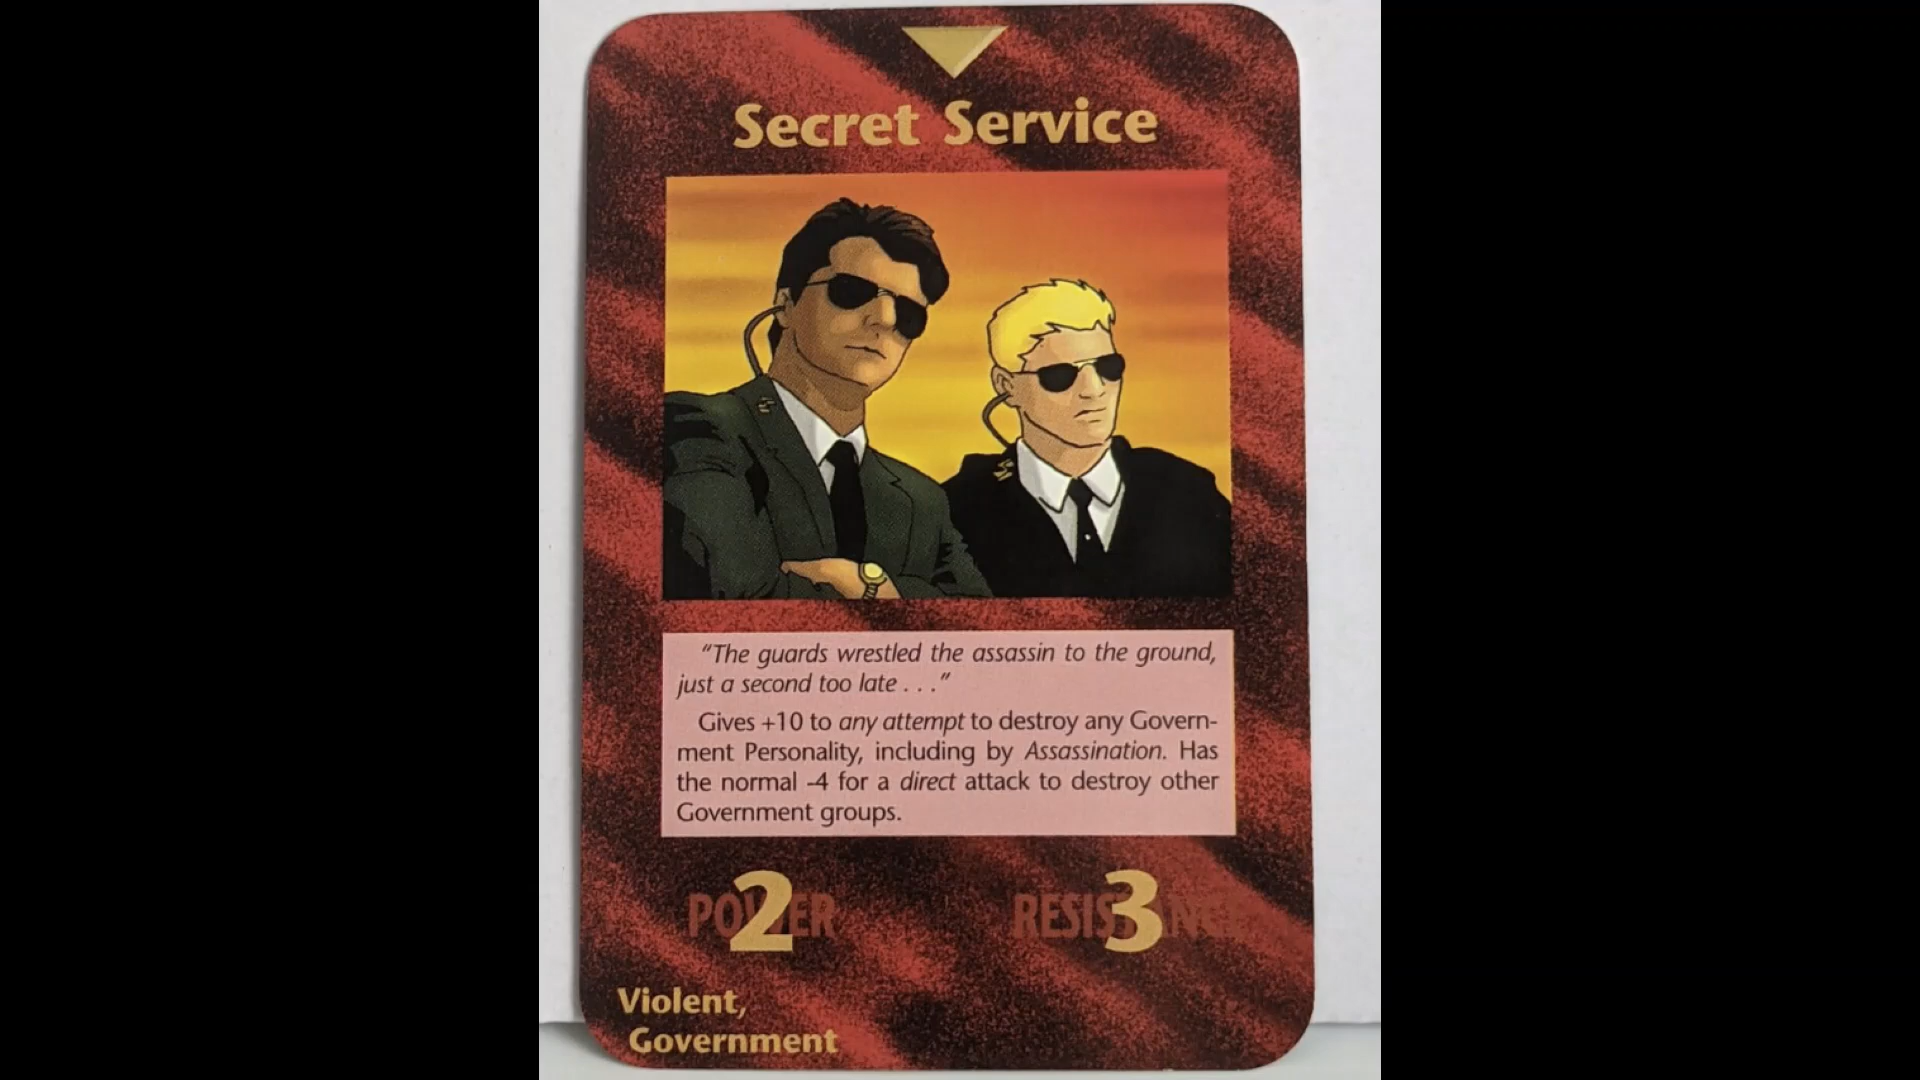 Secret Service
"The guards wrestled the assassin to the ground,
just a second too late . . ."
Gives +10 to any attempt to destroy any Govern-
ment Personality, including by Assassination. Has
the normal -4 for a direct attack to destroy other
Government groups.
POWER 2 RESISTANCE 3
Violent,
Government